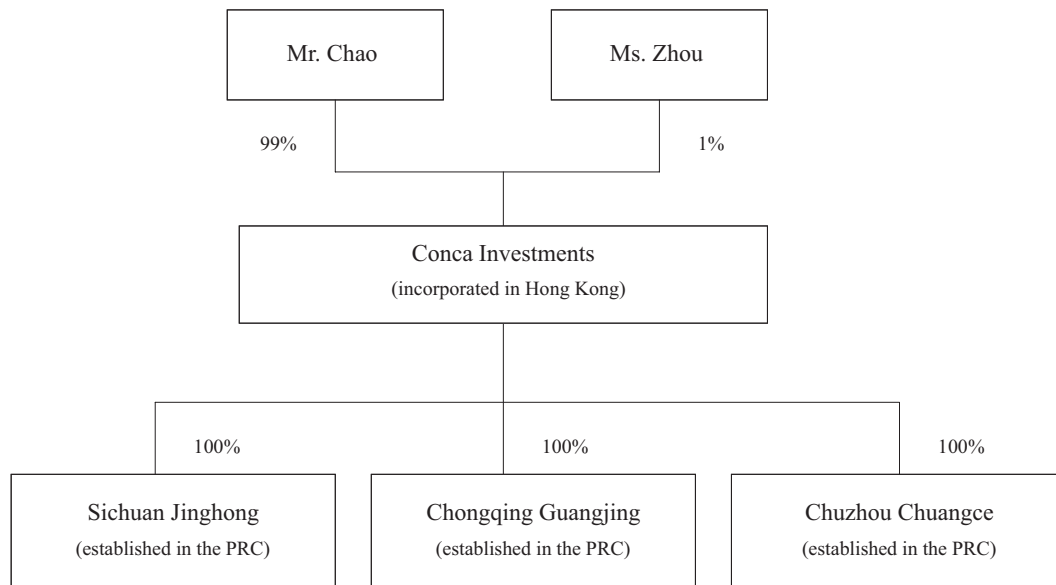 Mr. Chao
Ms. Zhou
99%
1%
Conca Investments
(incorporated in Hong Kong)
100%
100%
100%
Sichuan Jinghong
(established in the PRC)
Chongqing Guangjing
(established in the PRC)
Chuzhou Chuangce
(established in the PRC)